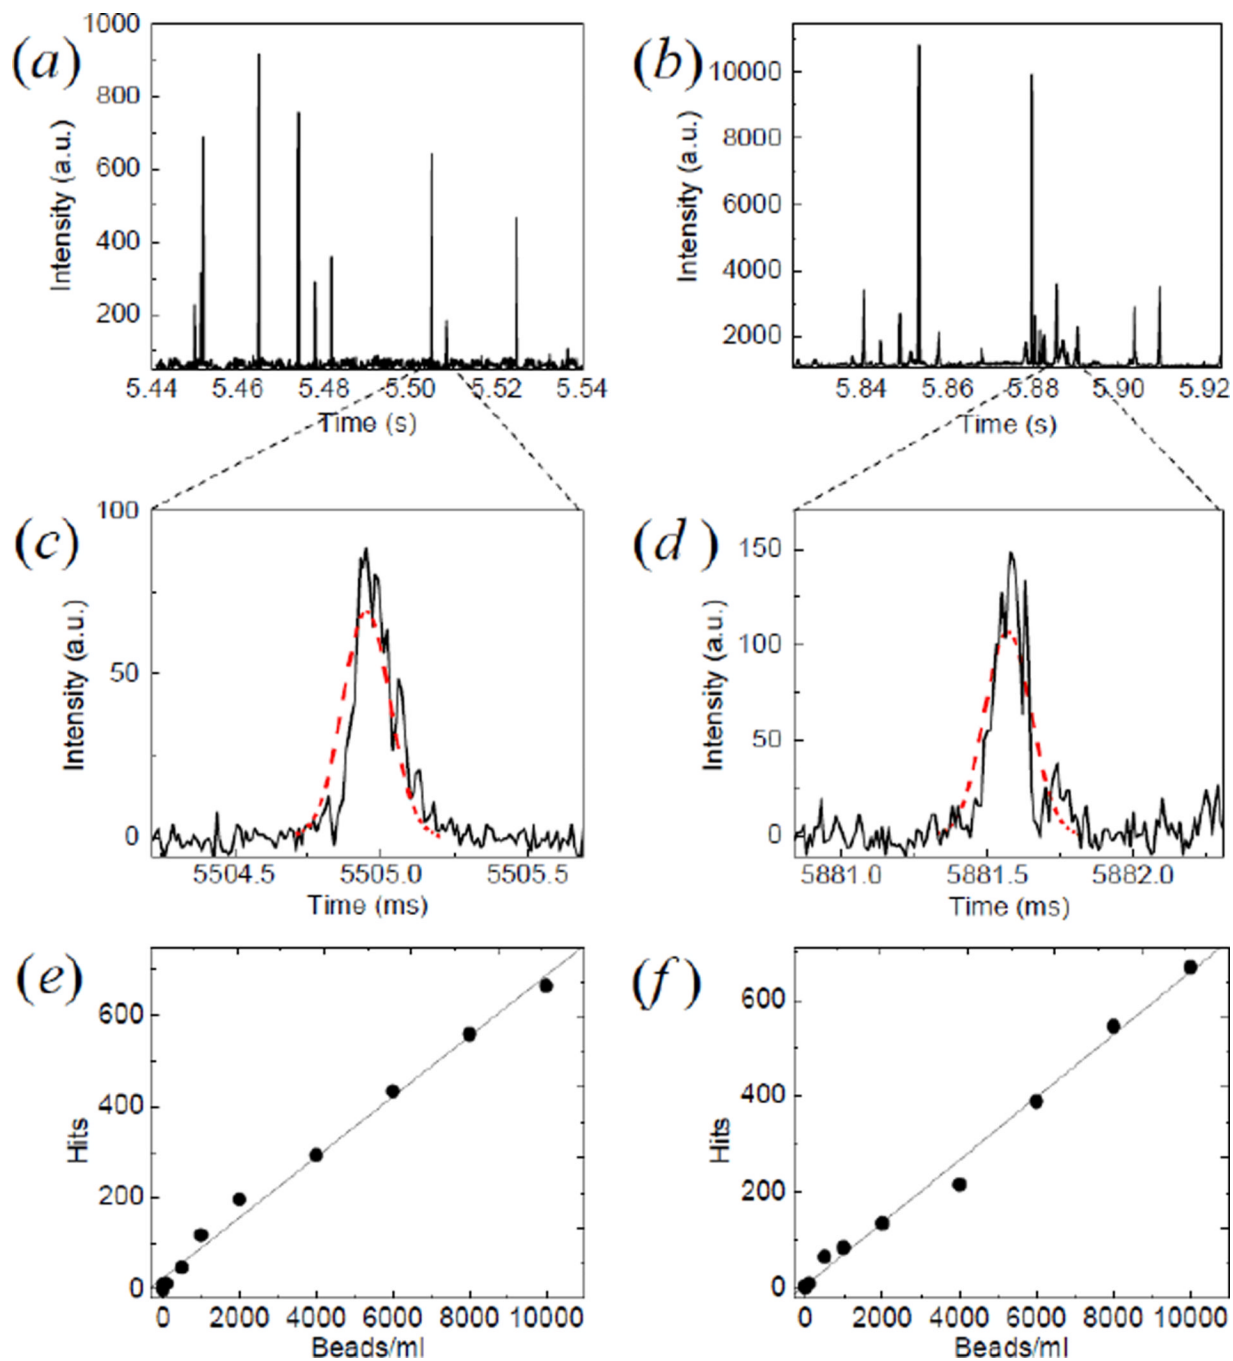 (a)
1000
800
600
400
200
Intensity (a.u.)
5.44 5.46 5.48 5.50 5.52 5.54
Time (s)
(b)
10000
8000
6000
4000
2000
Intensity (a.u.)
5.84 5.86 5.88 5.90 5.92
Time (s)
(c)
100
50
0
Intensity (a.u.)
5504.5 5505.0 5505.5
Time (ms)
(d)
150
100
50
0
Intensity (a.u.)
5881.0 5881.5 5882.0
Time (ms)
(e)
600
400
200
0
Hits
0 2000 4000 6000 8000 10000
Beads/ml
(f)
600
400
200
0
Hits
0 2000 4000 6000 8000 10000
Beads/ml